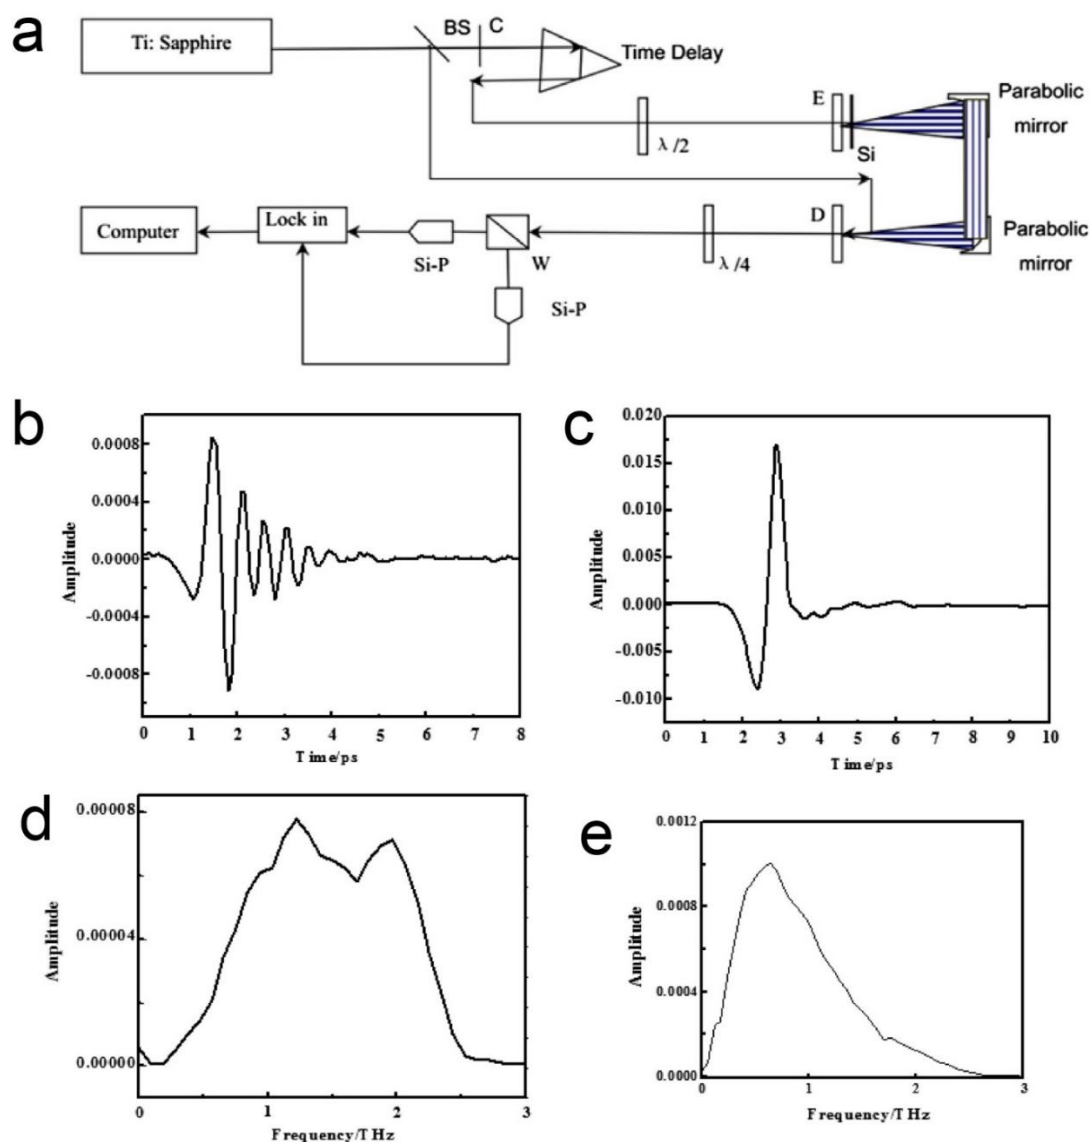 a
Ti: Sapphire
BS
C
Time Delay
E
Parabolic
mirror
λ/2
Si
Computer
Lock in
Si-P
W
λ/4
D
Parabolic
mirror
Si-P
b
Amplitude
0.0008
0.0004
0.0000
-0.0004
-0.0008
0 1 2 3 4 5 6 7 8
Time/ps
c
Amplitude
0.020
0.015
0.010
0.005
0.000
-0.005
-0.010
0 1 2 3 4 5 6 7 8 9 10
Time/ps
d
Amplitude
0.00008
0.00004
0.00000
0 1 2 3
Frequency/THz
e
Amplitude
0.0012
0.0008
0.0004
0.0000
0 1 2 3
Frequency/THz